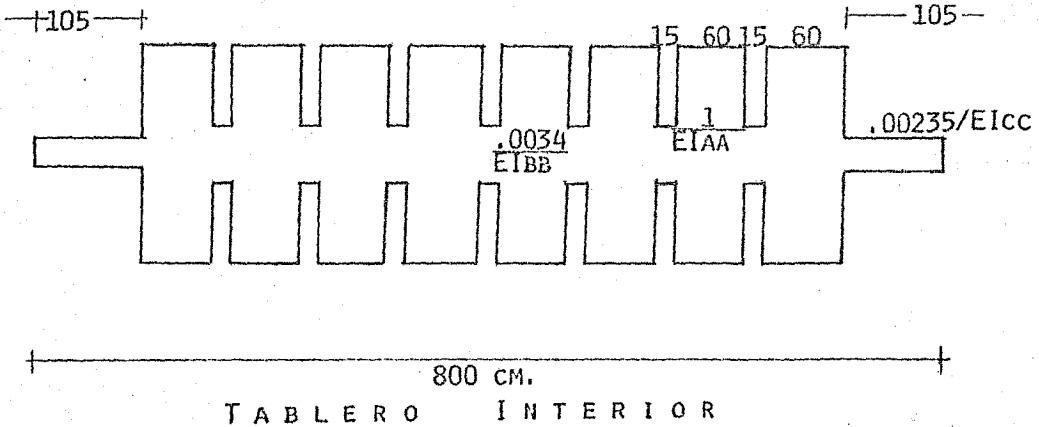 105
105
15 60 15 60
1
EIAA
.00235/EIcc
.0034
EIBB
800 CM.
TABLERO INTERIOR